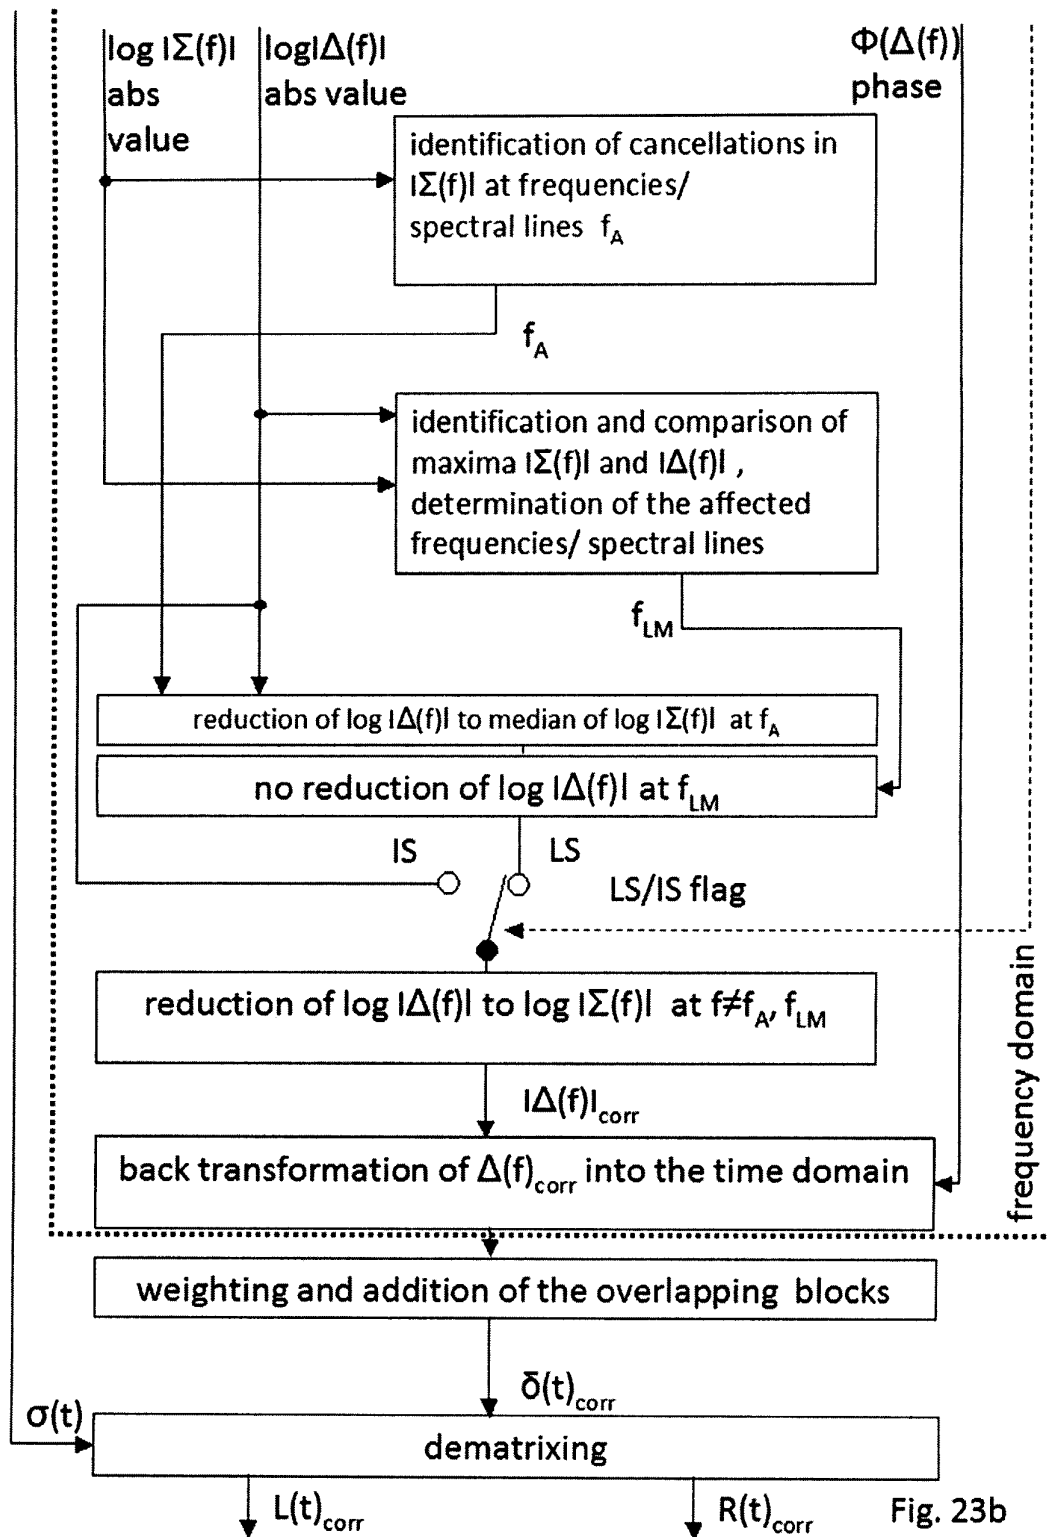 log |Σ(f)|
abs
value
log|Δ(f)|
abs value
Φ(Δ(f))
phase
identification of cancellations in
|Σ(f)| at frequencies/
spectral lines f_A
f_A
identification and comparison of
maxima |Σ(f)| and |Δ(f)| ,
determination of the affected
frequencies/ spectral lines
f_LM
reduction of log |Δ(f)| to median of log |Σ(f)| at f_A
no reduction of log |Δ(f)| at f_LM
IS
LS
LS/IS flag
reduction of log |Δ(f)| to log |Σ(f)| at f≠f_A, f_LM
|Δ(f)|_corr
back transformation of Δ(f)_corr into the time domain
frequency domain
weighting and addition of the overlapping blocks
δ(t)_corr
σ(t)
dematrixing
L(t)_corr
R(t)_corr
Fig. 23b